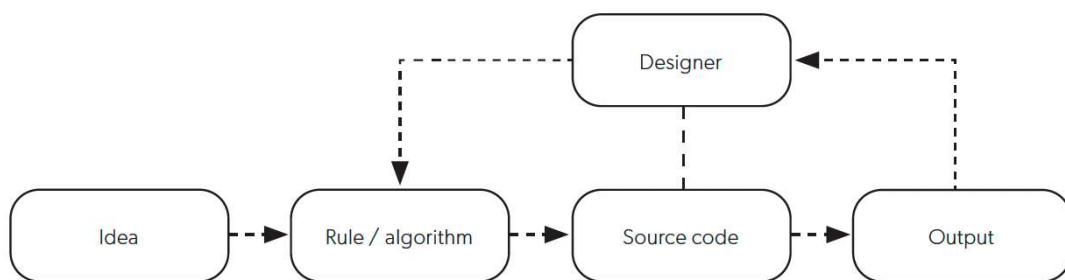 Designer
Idea
Rule / algorithm
Source code
Output